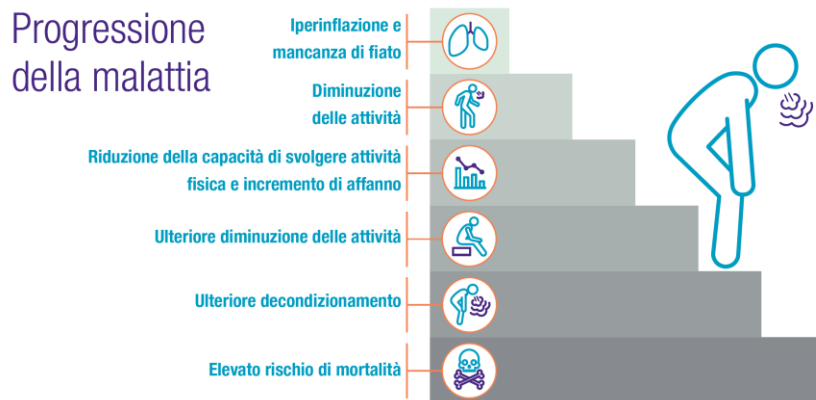 Progressione
della malattia
Iperinflazione e
mancanza di fiato
Diminuzione
delle attività
Riduzione della capacità di svolgere attività
fisica e incremento di affanno
Ulteriore diminuzione delle attività
Ulteriore decondizionamento
Elevato rischio di mortalità